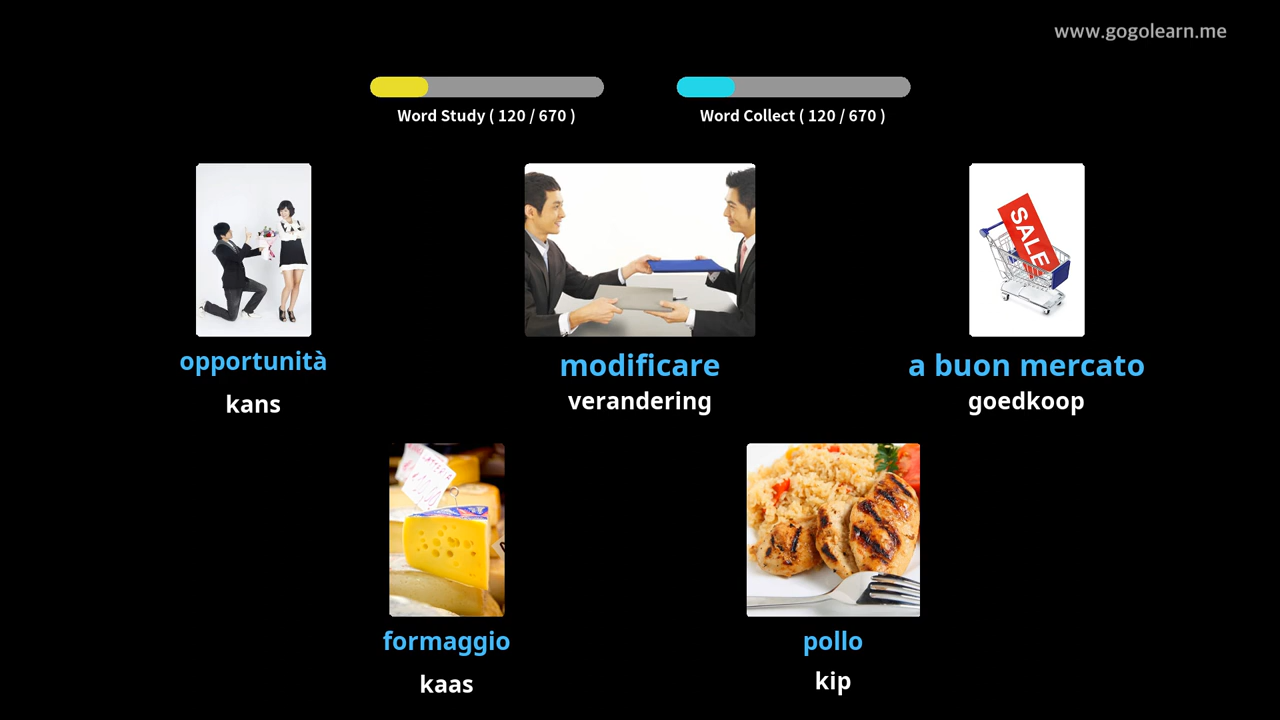 www.gogolearn.me
Word Study ( 120 / 670 )
Word Collect ( 120 / 670 )
SALE
opportunità
modificare
a buon mercato
kans
verandering
goedkoop
formaggio
pollo
kaas
kip